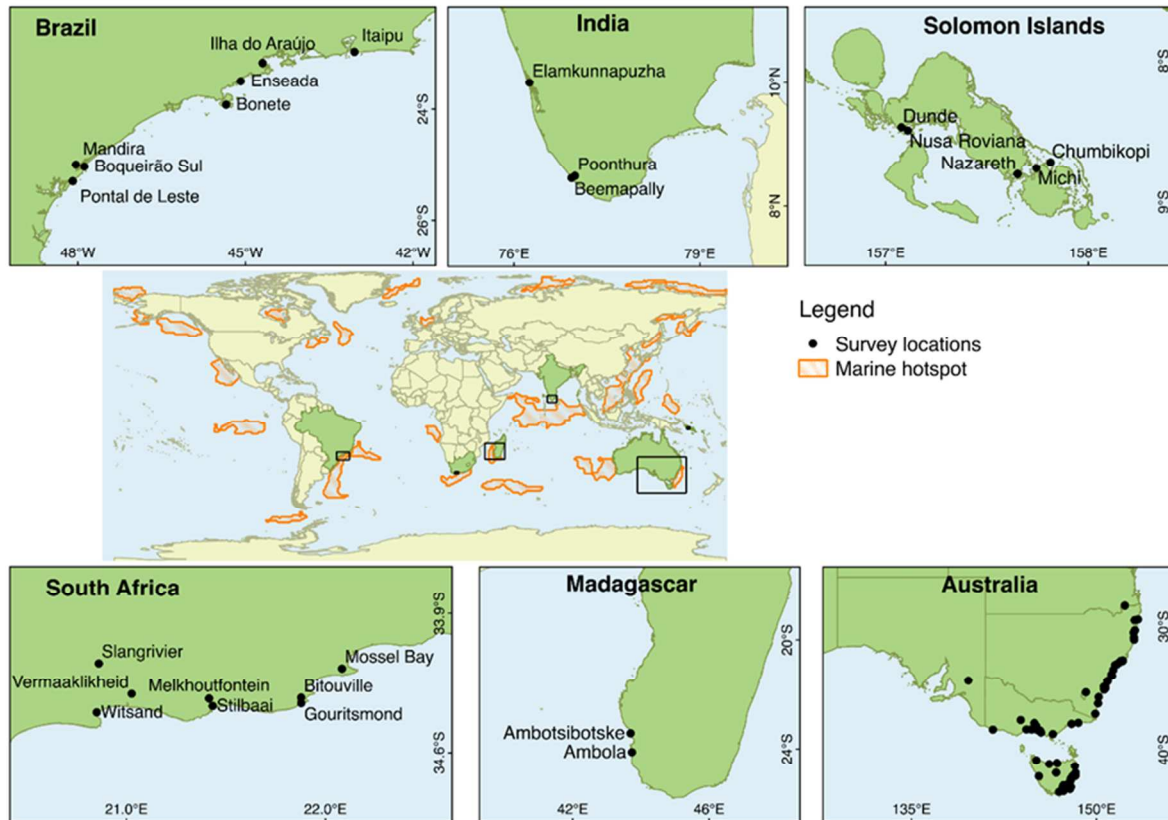 Brazil
Ilha do Araújo
Itaipu
Enseada
Bonete
Mandira
Boqueirão Sul
Pontal de Leste
24°S
26°S
48°W
45°W
42°W
India
Elamkunnapuzha
Poonthura
Beemapally
10°N
8°N
76°E
79°E
Solomon Islands
Dunde
Nusa Roviana
Nazareth
Chumbikopi
Michi
8°S
9°S
157°E
158°E
Legend
Survey locations
Marine hotspot
South Africa
Slangrivier
Vermaaklikheid
Witsand
Melkhoutfontein
Stilbaai
Mossel Bay
Bitouville
Gouritsmond
33.9°S
34.6°S
21.0°E
22.0°E
Madagascar
Ambotsibotske
Ambola
20°S
24°S
42°E
46°E
Australia
30°S
40°S
135°E
150°E